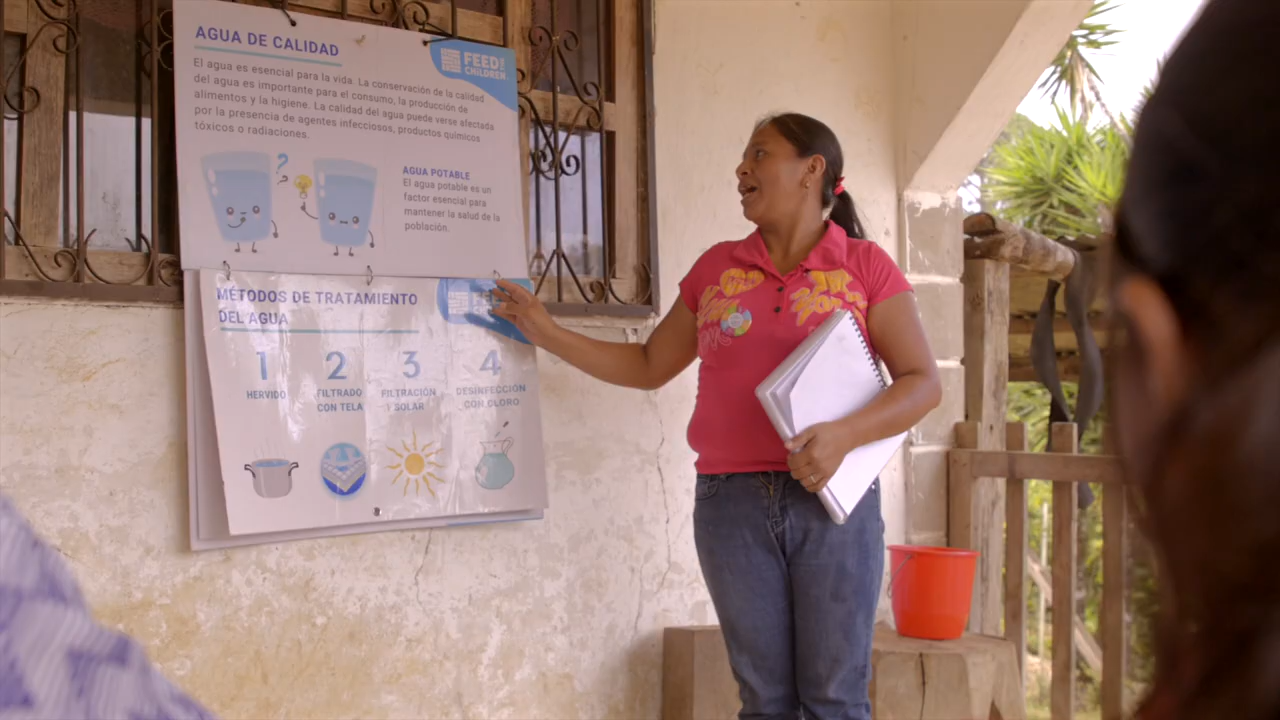 AGUA DE CALIDAD
FEED THE
CHILDREN
El agua es esencial para la vida. La conservación de la calidad
del agua es importante para el consumo, la producción de
alimentos y la higiene. La calidad del agua puede verse afectada
por la presencia de agentes infecciosos, productos químicos
tóxicos o radiaciones.
?
AGUA POTABLE
El agua potable es un
factor esencial para
mantener la salud de la
población.
MÉTODOS DE TRATAMIENTO
DEL AGUA
1
HERVIDO
2
FILTRADO
CON TELA
3
FILTRACIÓN
SOLAR
4
DESINFECCIÓN
CON CLORO